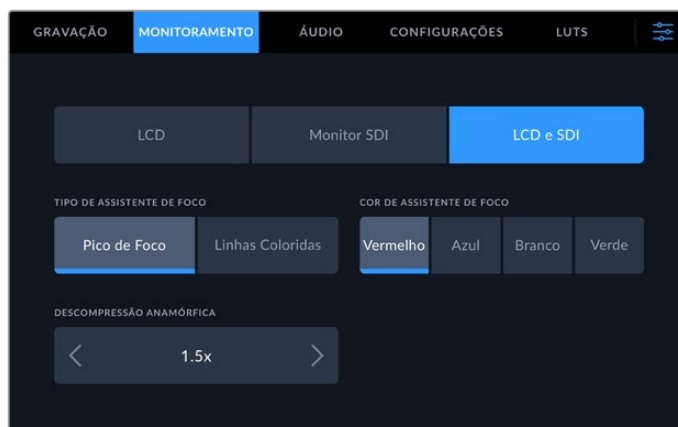 GRAVAÇÃO MONITORAMENTO ÁUDIO CONFIGURAÇÕES LUTS
LCD Monitor SDI LCD e SDI
TIPO DE ASSISTENTE DE FOCO COR DE ASSISTENTE DE FOCO
Pico de Foco Linhas Coloridas Vermelho Azul Branco Verde
DESCOMPRESSÃO ANAMÓRFICA
1.5x